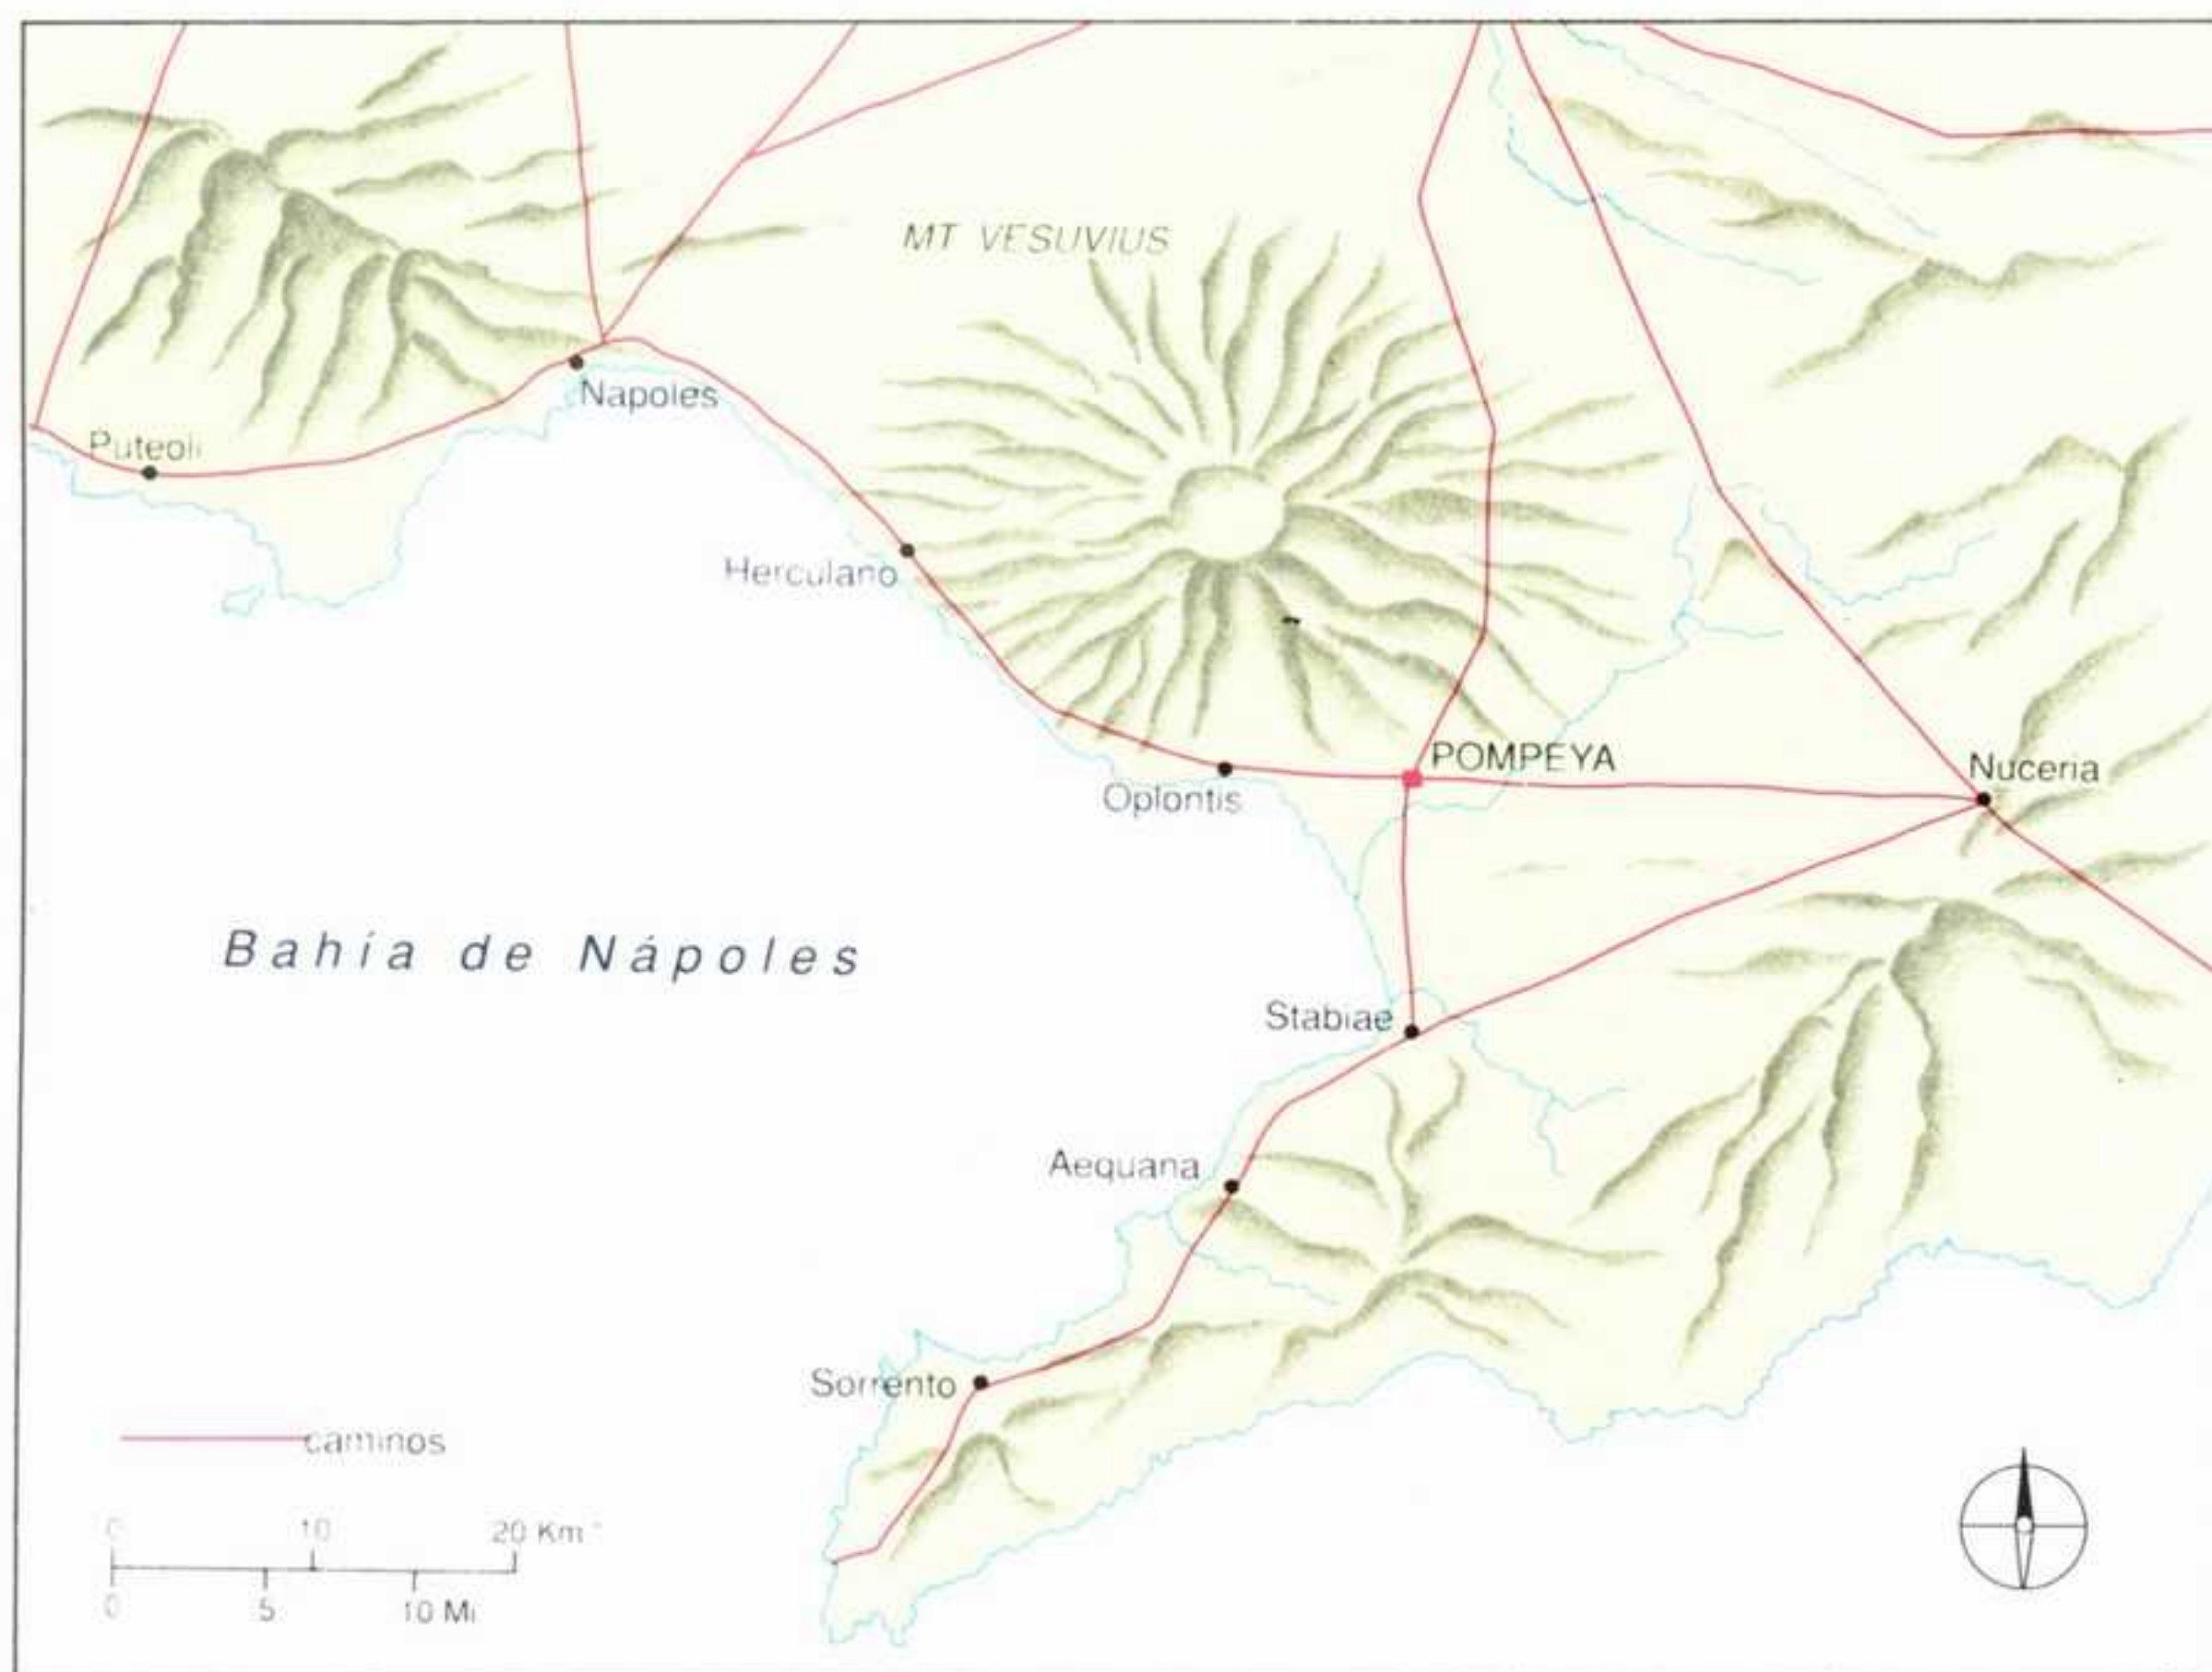 MT VESUVIUS
Napoles
Puteoli
Herculano
POMPEYA
Nuceria
Oplontis
Bahía de Nápoles
Stabiae
Aequana
Sorrento
caminos
0 10 20 Km
0 5 10 Mi